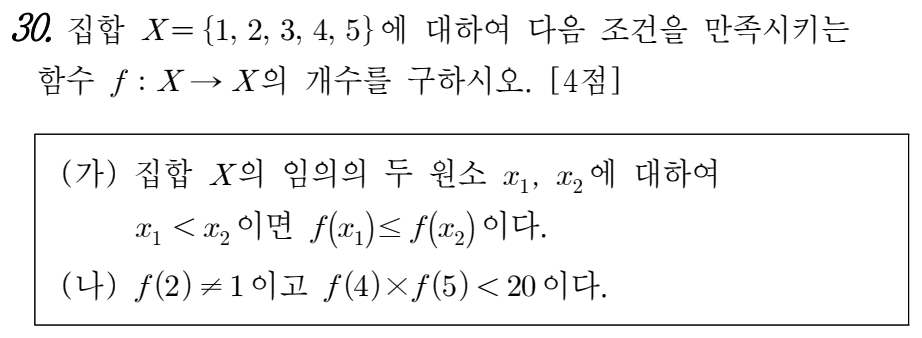 30. 집합 X={1, 2, 3, 4, 5}에 대하여 다음 조건을 만족시키는
함수 f : X → X의 개수를 구하시오. [4점]
(가) 집합 X의 임의의 두 원소 x₁, x₂에 대하여
x₁ < x₂이면 f(x₁)≤f(x₂)이다.
(나) f(2)≠1이고 f(4)×f(5)<20이다.